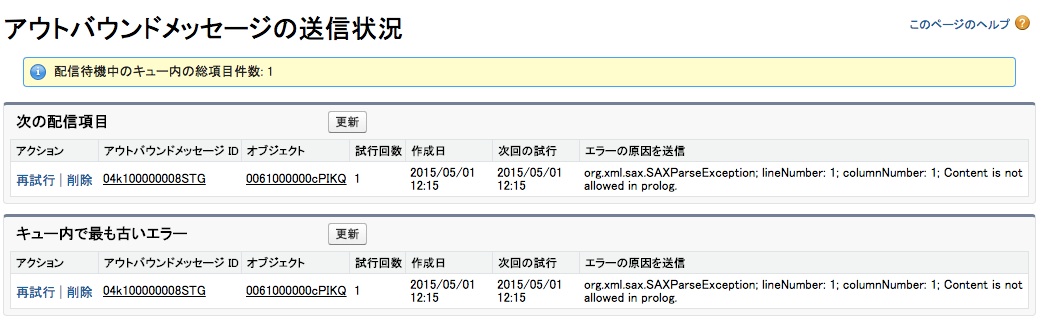 アウトバウンドメッセージの送信状況
このページのヘルプ ?
i 配信待機中のキュー内の総項目件数: 1
次の配信項目 更新
アクション アウトバウンドメッセージ ID オブジェクト 試行回数 作成日 次回の試行 エラーの原因を送信
再試行 | 削除 04k100000008STG 0061000000cPIKQ 1 2015/05/01 2015/05/01 org.xml.sax.SAXParseException; lineNumber: 1; columnNumber: 1; Content is not
12:15 12:15 allowed in prolog.
キュー内で最も古いエラー 更新
アクション アウトバウンドメッセージ ID オブジェクト 試行回数 作成日 次回の試行 エラーの原因を送信
再試行 | 削除 04k100000008STG 0061000000cPIKQ 1 2015/05/01 2015/05/01 org.xml.sax.SAXParseException; lineNumber: 1; columnNumber: 1; Content is not
12:15 12:15 allowed in prolog.